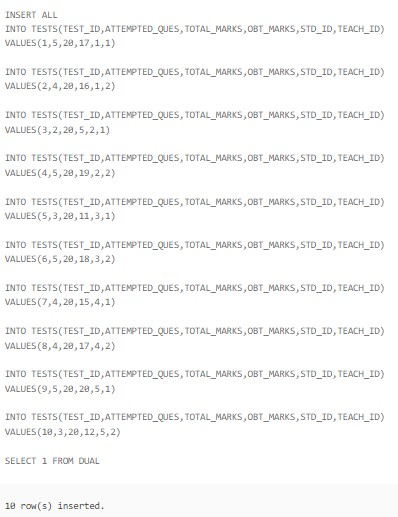 INSERT ALL
INTO TESTS(TEST_ID,ATTEMPTED_QUES,TOTAL_MARKS,OBT_MARKS,STD_ID,TEACH_ID)
VALUES(1,5,20,17,1,1)
INTO TESTS(TEST_ID,ATTEMPTED_QUES,TOTAL_MARKS,OBT_MARKS,STD_ID,TEACH_ID)
VALUES(2,4,20,16,1,2)
INTO TESTS(TEST_ID,ATTEMPTED_QUES,TOTAL_MARKS,OBT_MARKS,STD_ID,TEACH_ID)
VALUES(3,2,20,5,2,1)
INTO TESTS(TEST_ID,ATTEMPTED_QUES,TOTAL_MARKS,OBT_MARKS,STD_ID,TEACH_ID)
VALUES(4,5,20,19,2,2)
INTO TESTS(TEST_ID,ATTEMPTED_QUES,TOTAL_MARKS,OBT_MARKS,STD_ID,TEACH_ID)
VALUES(5,3,20,11,3,1)
INTO TESTS(TEST_ID,ATTEMPTED_QUES,TOTAL_MARKS,OBT_MARKS,STD_ID,TEACH_ID)
VALUES(6,5,20,18,3,2)
INTO TESTS(TEST_ID,ATTEMPTED_QUES,TOTAL_MARKS,OBT_MARKS,STD_ID,TEACH_ID)
VALUES(7,4,20,15,4,1)
INTO TESTS(TEST_ID,ATTEMPTED_QUES,TOTAL_MARKS,OBT_MARKS,STD_ID,TEACH_ID)
VALUES(8,4,20,17,4,2)
INTO TESTS(TEST_ID,ATTEMPTED_QUES,TOTAL_MARKS,OBT_MARKS,STD_ID,TEACH_ID)
VALUES(9,5,20,20,5,1)
INTO TESTS(TEST_ID,ATTEMPTED_QUES,TOTAL_MARKS,OBT_MARKS,STD_ID,TEACH_ID)
VALUES(10,3,20,12,5,2)
SELECT 1 FROM DUAL
10 row(s) inserted.